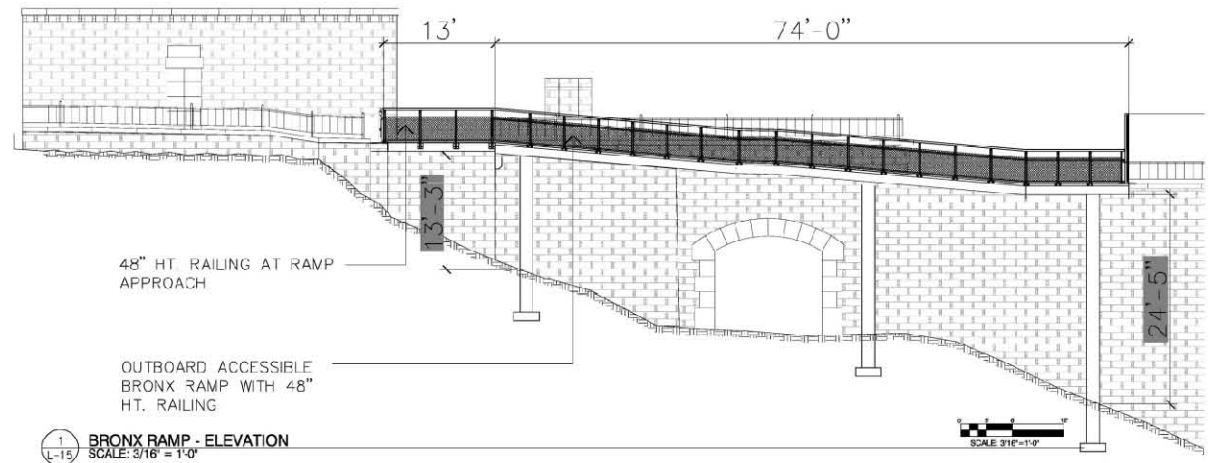 13'
74'-0"
13'-3"
24'-5"
48" HT. RAILING AT RAMP
APPROACH
OUTBOARD ACCESSIBLE
BRONX RAMP WITH 48"
HT. RAILING
1
L-15
BRONX RAMP - ELEVATION
SCALE: 3/16" = 1'-0"
SCALE: 3/16"=1'-0"